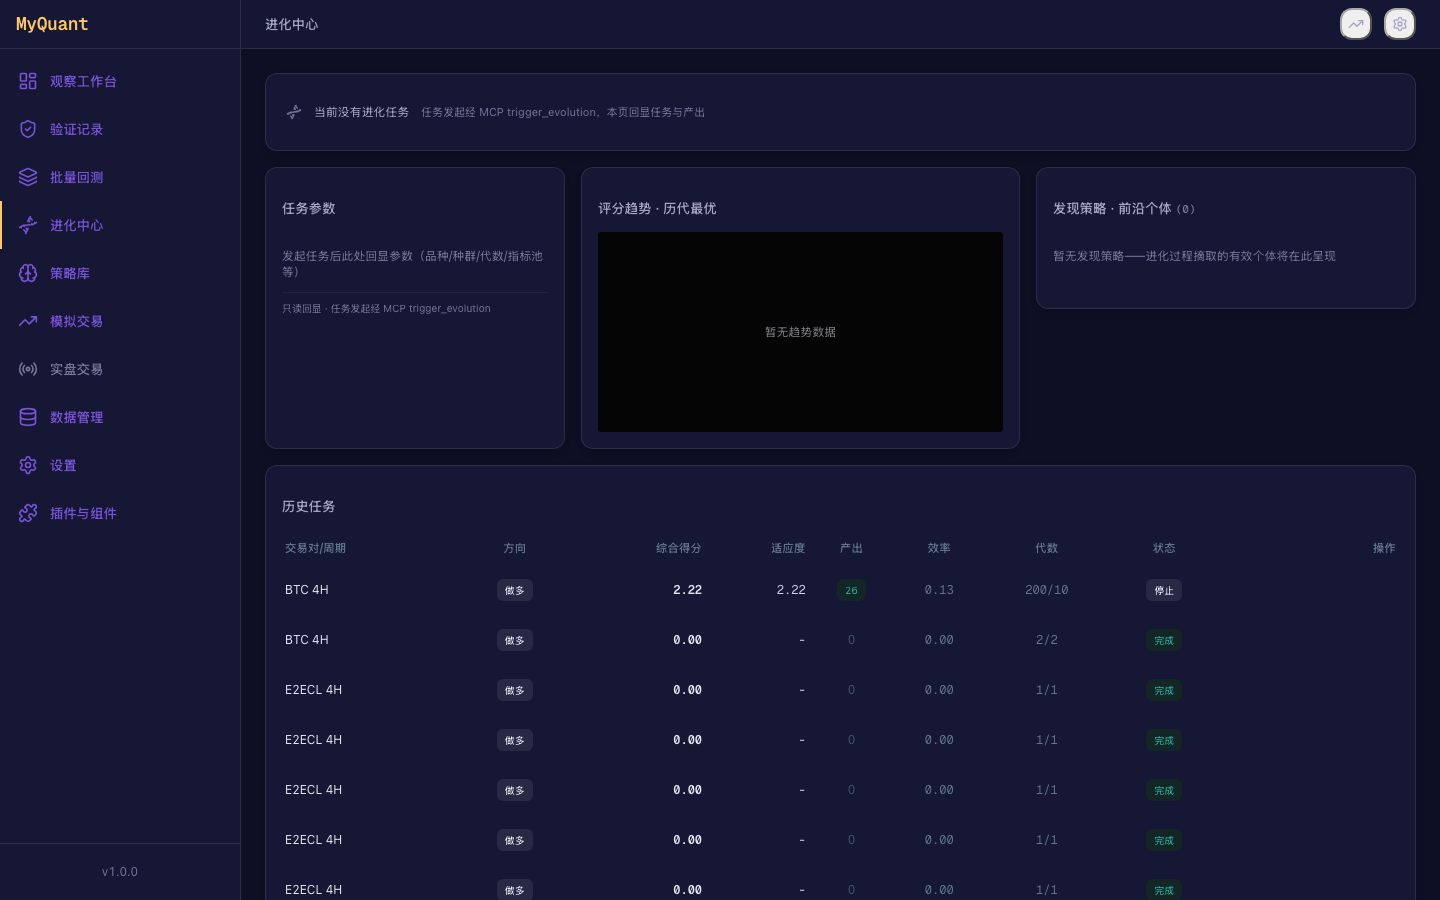 MyQuant
进化中心
观察工作台
验证记录
批量回测
进化中心
策略库
模拟交易
实盘交易
数据管理
设置
插件与组件
v1.0.0
当前没有进化任务 任务发起经 MCP trigger_evolution，本页回显任务与产出
任务参数
发起任务后此处回显参数（品种/种群/代数/指标池
等）
只读回显 · 任务发起经 MCP trigger_evolution
评分趋势 · 历代最优
暂无趋势数据
发现策略 · 前沿个体 (0)
暂无发现策略——进化过程摘取的有效个体将在此呈现
历史任务
交易对/周期 方向 综合得分 适应度 产出 效率 代数 状态 操作
BTC 4H 做多 2.22 2.22 26 0.13 200/10 停止
BTC 4H 做多 0.00 - 0 0.00 2/2 完成
E2ECL 4H 做多 0.00 - 0 0.00 1/1 完成
E2ECL 4H 做多 0.00 - 0 0.00 1/1 完成
E2ECL 4H 做多 0.00 - 0 0.00 1/1 完成
E2ECL 4H 做多 0.00 - 0 0.00 1/1 完成
E2ECL 4H 做多 0.00 - 0 0.00 1/1 完成